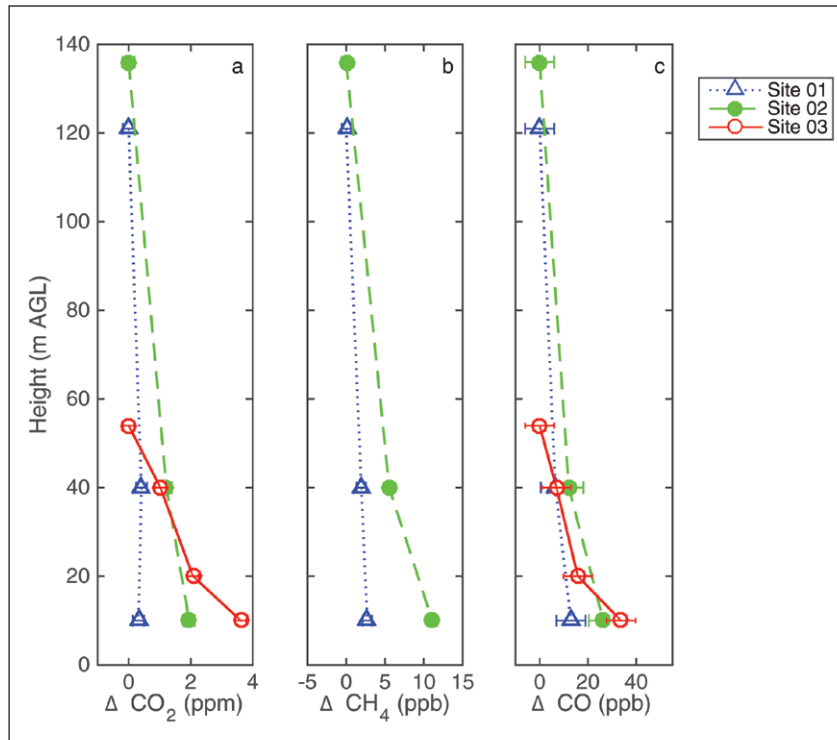 140
120
100
80
60
40
20
0
Height (m AGL)
a
b
c
0 2 4
-5 0 5 10 15
0 20 40
Δ CO2 (ppm)
Δ CH4 (ppb)
Δ CO (ppb)
Site 01
Site 02
Site 03